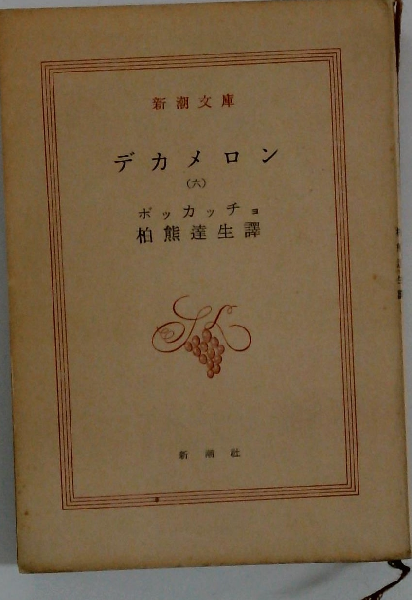 新潮文庫
デカメロン
(六)
ボッカッチョ
柏熊達生譯
新潮社